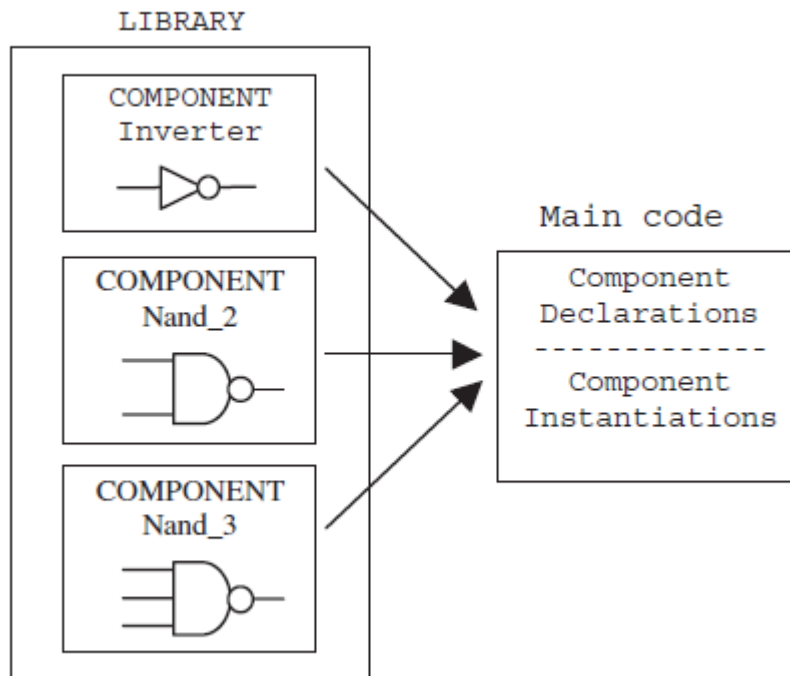 LIBRARY
COMPONENT
Inverter
COMPONENT
Nand_2
COMPONENT
Nand_3
Main code
Component
Declarations
-------------
Component
Instantiations